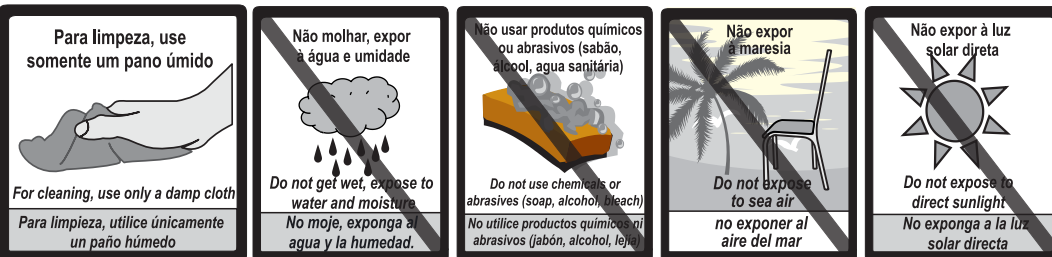 Para limpeza, use
somente um pano úmido
For cleaning, use only a damp cloth
Para limpieza, utilice únicamente
un paño húmedo
Não molhar, expor
à água e umidade
Do not get wet, expose to
water and moisture
No moje, exponga al
agua y la humedad.
Não usar produtos químicos
ou abrasivos (sabão,
álcool, agua sanitária)
Do not use chemicals or
abrasives (soap, alcohol, bleach)
No utilice productos químicos ni
abrasivos (jabón, alcohol, lejía)
Não expor
à maresia
Do not expose
to sea air
no exponer al
aire del mar
Não expor à luz
solar direta
Do not expose to
direct sunlight
No exponga a la luz
solar directa